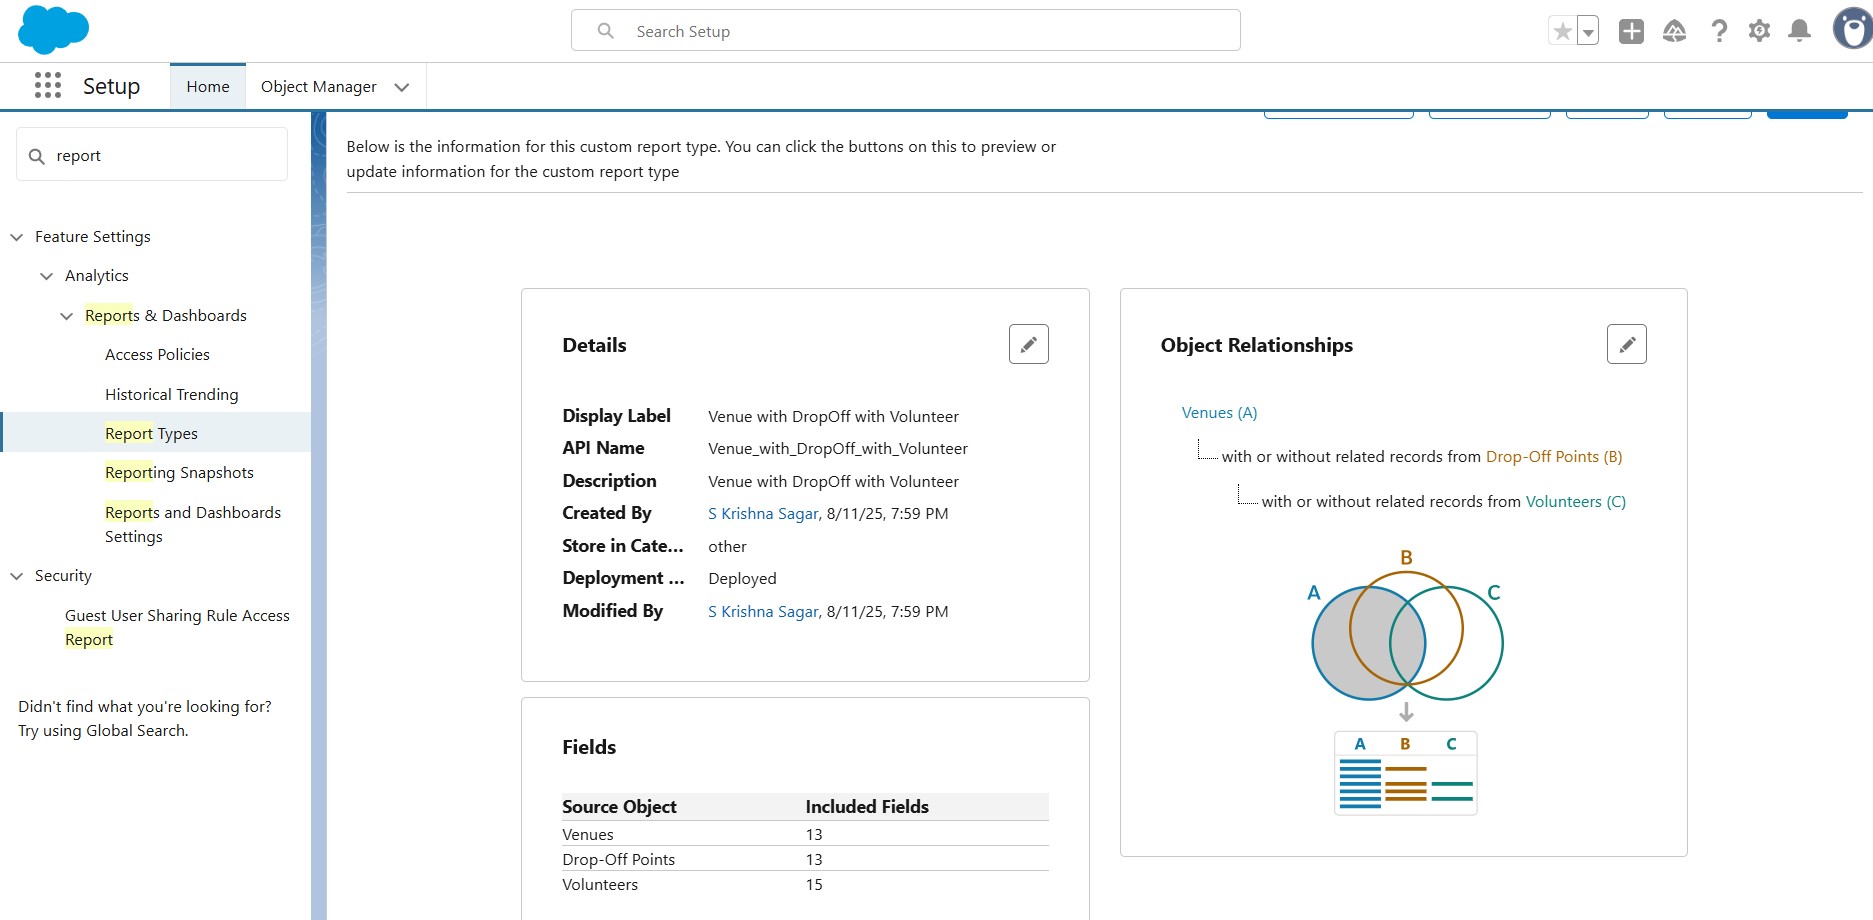 Search Setup
Setup
Home
Object Manager
report
Feature Settings
Analytics
Reports & Dashboards
Access Policies
Historical Trending
Report Types
Reporting Snapshots
Reports and Dashboards
Settings
Security
Guest User Sharing Rule Access
Report
Didn't find what you're looking for?
Try using Global Search.
Below is the information for this custom report type. You can click the buttons on this to preview or
update information for the custom report type
Details
Display Label Venue with DropOff with Volunteer
API Name Venue_with_DropOff_with_Volunteer
Description Venue with DropOff with Volunteer
Created By S Krishna Sagar, 8/11/25, 7:59 PM
Store in Cate... other
Deployment ... Deployed
Modified By S Krishna Sagar, 8/11/25, 7:59 PM
Fields
Source Object Included Fields
Venues 13
Drop-Off Points 13
Volunteers 15
Object Relationships
Venues (A)
with or without related records from Drop-Off Points (B)
with or without related records from Volunteers (C)
B
A C
A B C